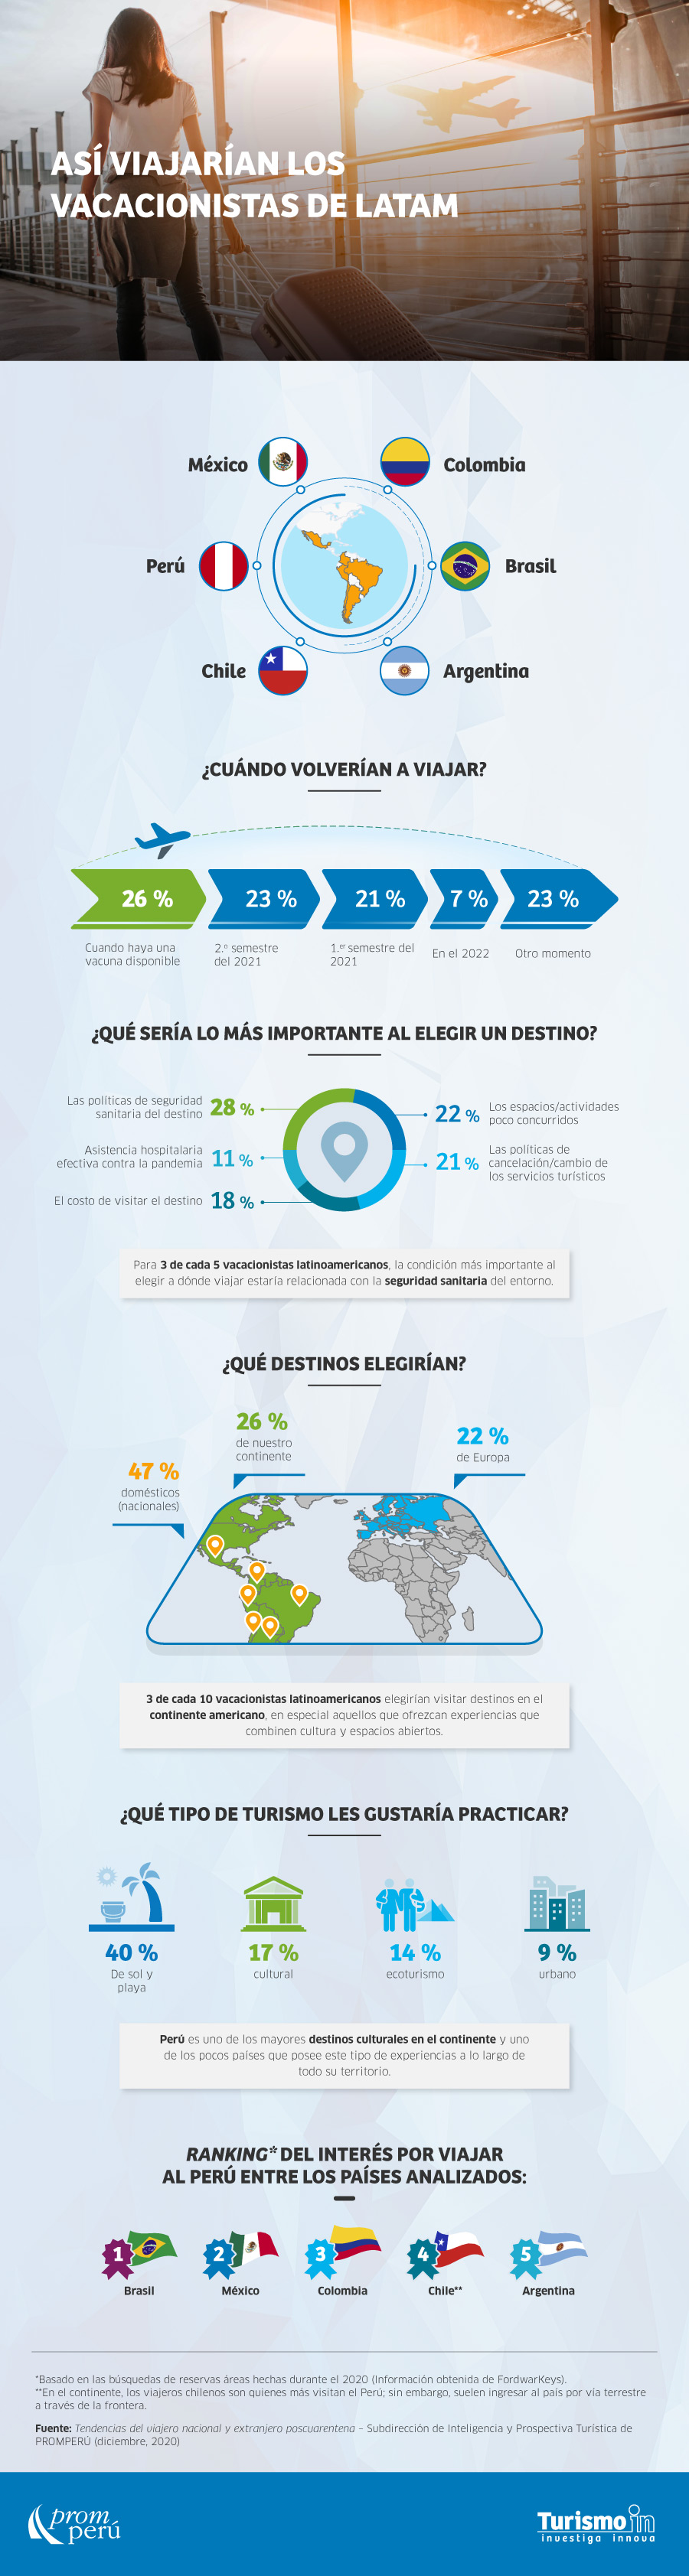 ASÍ VIAJARÍAN LOS
VACACIONISTAS DE LATAM
México
Colombia
Perú
Brasil
Chile
Argentina
¿CUÁNDO VOLVERÍAN A VIAJAR?
26 %
23 %
21 %
7 %
23 %
Cuando haya una
vacuna disponible
2.º semestre
del 2021
1.er semestre del
2021
En el 2022
Otro momento
¿QUÉ SERÍA LO MÁS IMPORTANTE AL ELEGIR UN DESTINO?
Las políticas de seguridad
sanitaria del destino
28 %
22 %
Los espacios/actividades
poco concurridos
Asistencia hospitalaria
efectiva contra la pandemia
11 %
21 %
Las políticas de
cancelación/cambio de
los servicios turísticos
El costo de visitar el destino
18 %
Para 3 de cada 5 vacacionistas latinoamericanos, la condición más importante al
elegir a dónde viajar estaría relacionada con la seguridad sanitaria del entorno.
¿QUÉ DESTINOS ELEGIRÍAN?
47 %
domésticos
(nacionales)
26 %
de nuestro
continente
22 %
de Europa
3 de cada 10 vacacionistas latinoamericanos elegirían visitar destinos en el
continente americano, en especial aquellos que ofrezcan experiencias que
combinen cultura y espacios abiertos.
¿QUÉ TIPO DE TURISMO LES GUSTARÍA PRACTICAR?
40 %
De sol y
playa
17 %
cultural
14 %
ecoturismo
9 %
urbano
Perú es uno de los mayores destinos culturales en el continente y uno
de los pocos países que posee este tipo de experiencias a lo largo de
todo su territorio.
RANKING* DEL INTERÉS POR VIAJAR
AL PERÚ ENTRE LOS PAÍSES ANALIZADOS:
1
2
3
4
5
Brasil
México
Colombia
Chile**
Argentina
*Basado en las búsquedas de reservas áreas hechas durante el 2020 (Información obtenida de FordwarKeys).
**En el continente, los viajeros chilenos son quienes más visitan el Perú; sin embargo, suelen ingresar al país por vía terrestre
a través de la frontera.
Fuente: Tendencias del viajero nacional y extranjero poscuarentena – Subdirección de Inteligencia y Prospectiva Turística de
PROMPERÚ (diciembre, 2020)
prom
perú
Turismo in
investiga innova